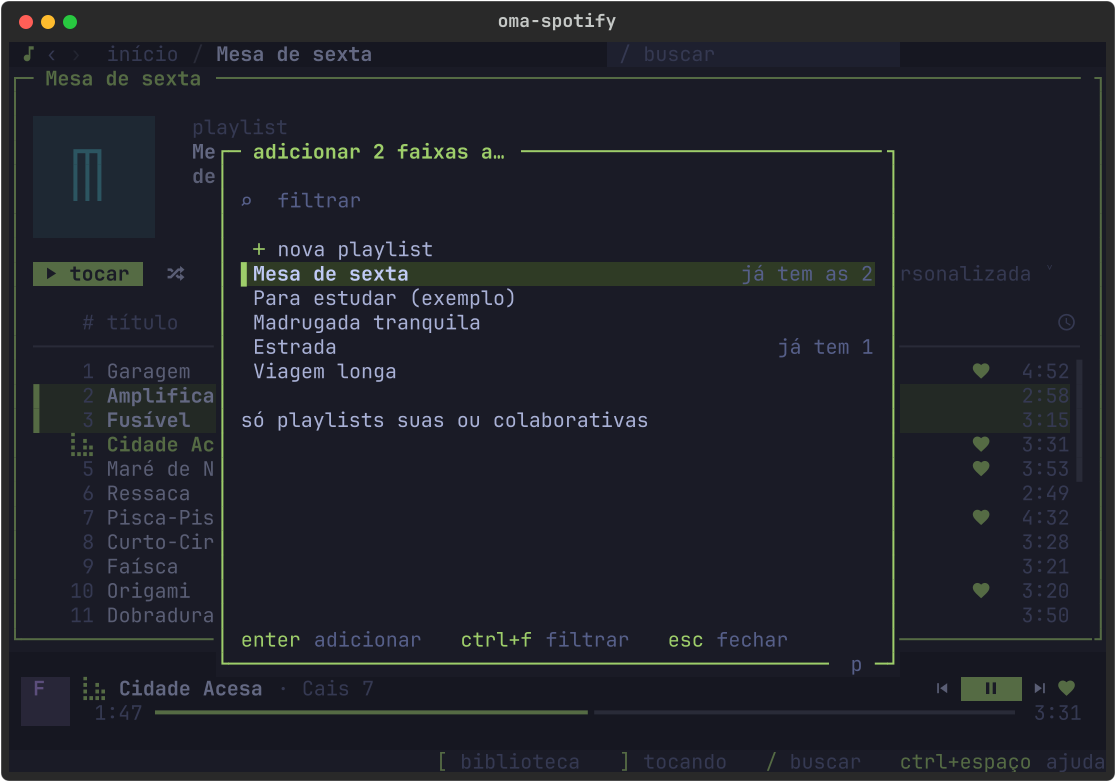 oma-spotify
início / Mesa de sexta / buscar
Mesa de sexta
playlist
Me
de
adicionar 2 faixas a…
filtrar
+ nova playlist
Mesa de sexta já tem as 2
Para estudar (exemplo)
Madrugada tranquila
Estrada já tem 1
Viagem longa
só playlists suas ou colaborativas
enter adicionar ctrl+f filtrar esc fechar
p
tocar
rsonalizada
# título
1 Garagem 4:52
2 Amplifica 2:58
3 Fusível 3:15
Cidade Ac 3:31
5 Maré de N 3:53
6 Ressaca 2:49
7 Pisca-Pis 4:32
8 Curto-Cir 3:28
9 Faísca 3:21
10 Origami 3:20
11 Dobradura 3:50
F
Cidade Acesa · Cais 7
1:47 3:31
[ biblioteca ] tocando / buscar ctrl+espaço ajuda